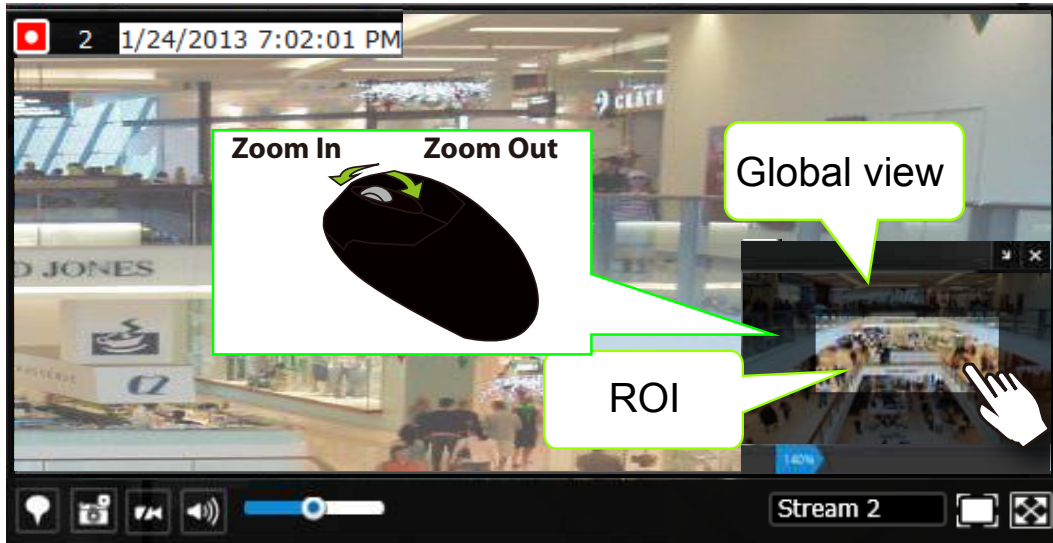 2 1/24/2013 7:02:01 PM
Zoom In Zoom Out
Global view
D JONES
ROI
140%
Stream 2